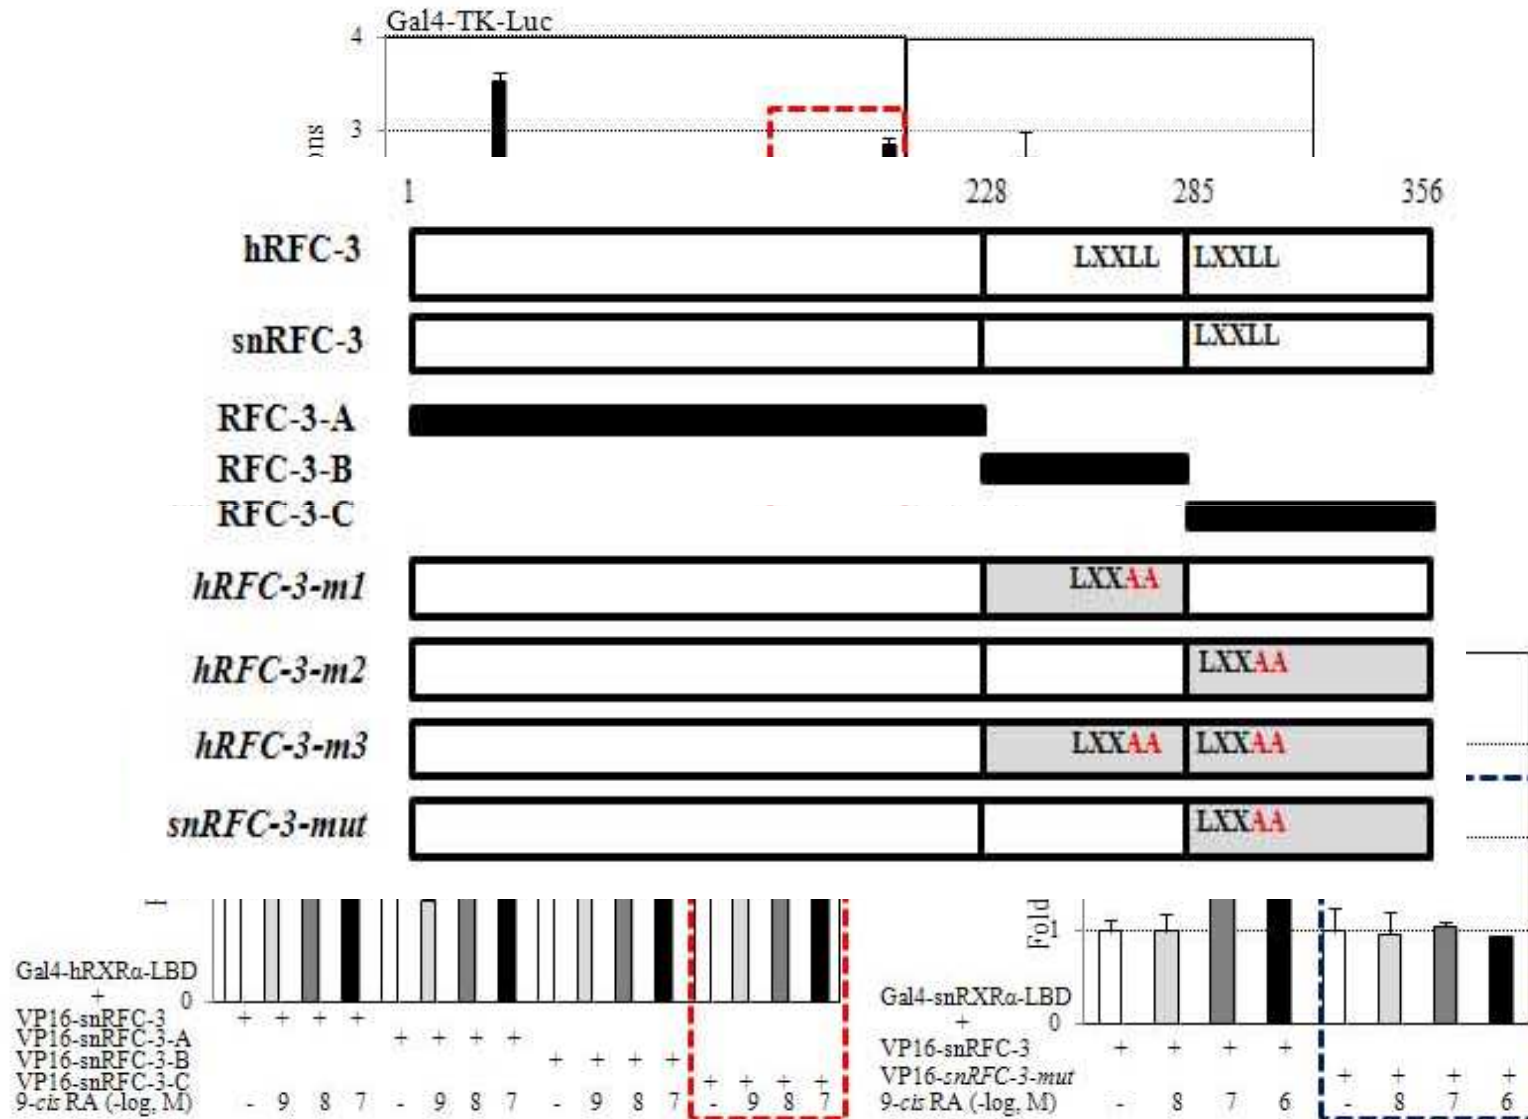 Gal4-TK-Luc
4
3
ons
1 228 285 356
hRFC-3 LXXLL LXXLL
snRFC-3 LXXLL
RFC-3-A
RFC-3-B
RFC-3-C
hRFC-3-m1 LXXAA
hRFC-3-m2 LXXAA
hRFC-3-m3 LXXAA LXXAA
snRFC-3-mut LXXAA
Gal4-hRXRα-LBD
+
0
VP16-snRFC-3 + + + +
VP16-snRFC-3-A + + + +
VP16-snRFC-3-B + + + +
VP16-snRFC-3-C + + + +
9-cis RA (-log, M) - 9 8 7 - 9 8 7 - 9 8 7 - 9 8 7
Fold
1
Gal4-snRXRα-LBD
+
0
VP16-snRFC-3 + + + +
VP16-snRFC-3-mut + + + +
9-cis RA (-log, M) - 8 7 6 - 8 7 6